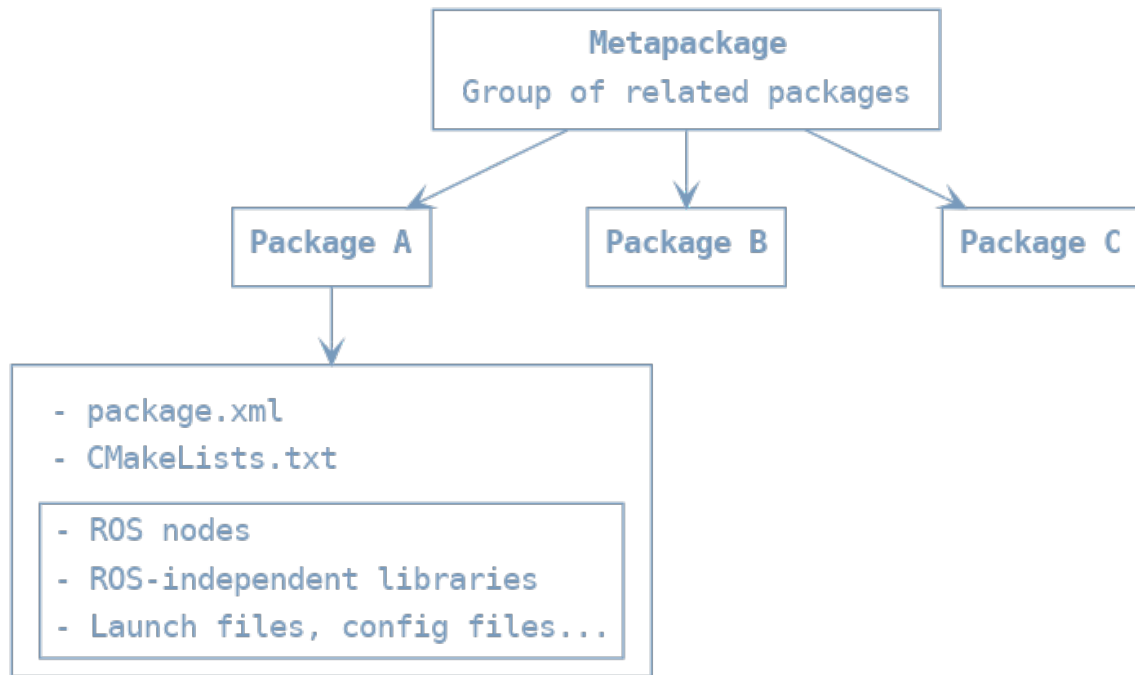 Metapackage
Group of related packages
Package A
Package B
Package C
- package.xml
- CMakeLists.txt
- ROS nodes
- ROS-independent libraries
- Launch files, config files...